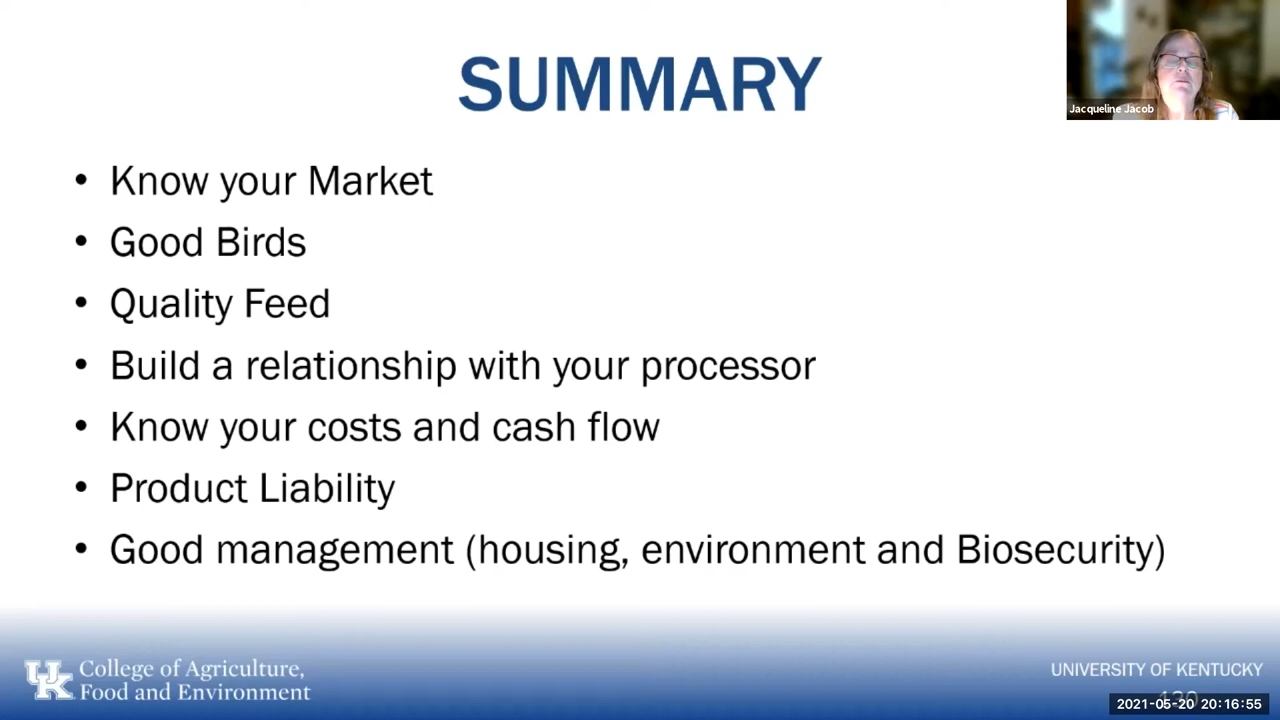 SUMMARY
Jacqueline Jacob
• Know your Market
• Good Birds
• Quality Feed
• Build a relationship with your processor
• Know your costs and cash flow
• Product Liability
• Good management (housing, environment and Biosecurity)
UK
College of Agriculture,
Food and Environment
UNIVERSITY OF KENTUCKY
2021-05-20 20:16:55